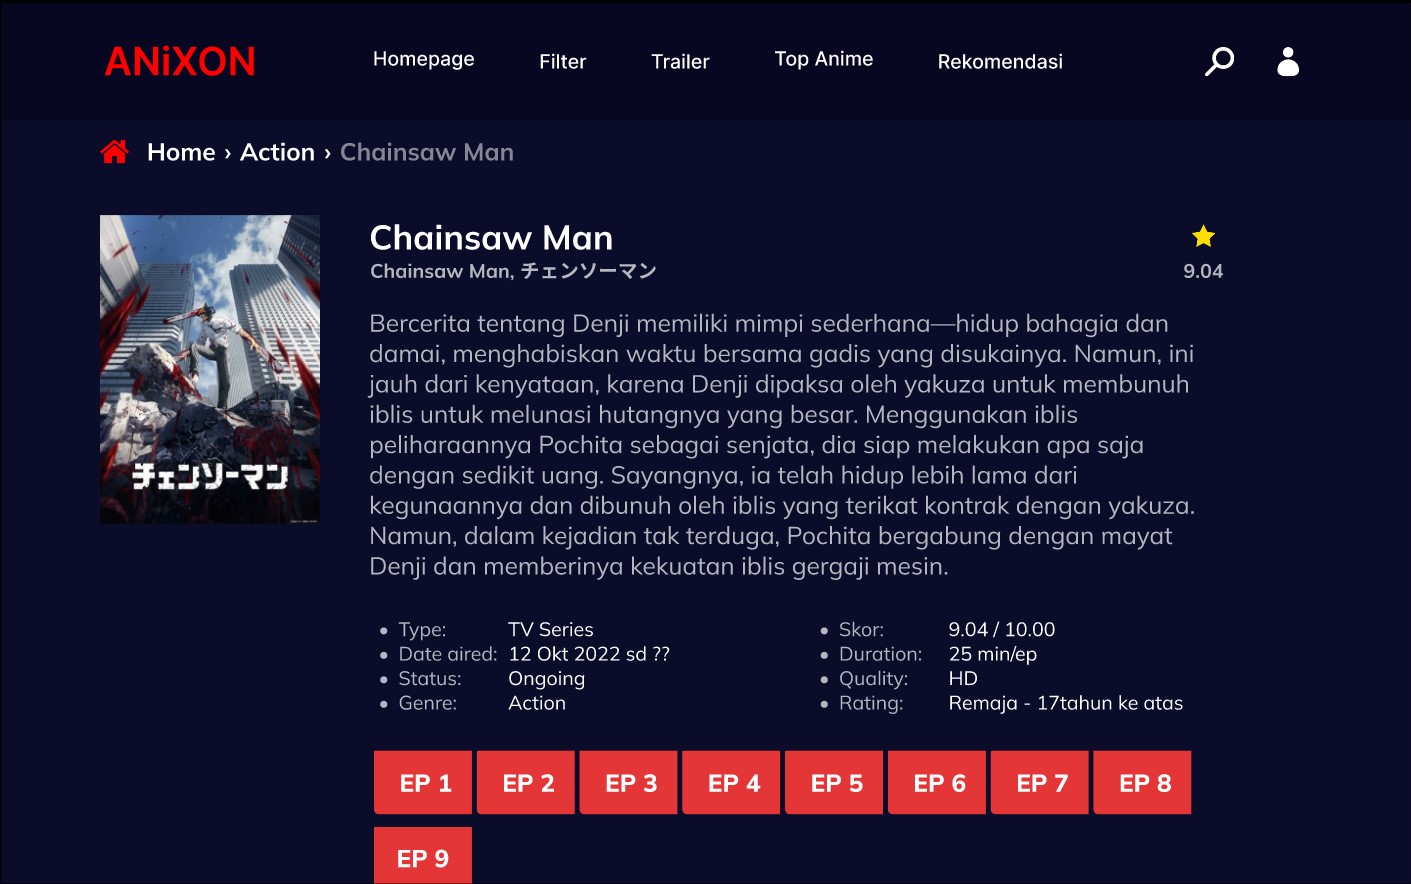 ANiXON
Homepage
Filter
Trailer
Top Anime
Rekomendasi
Home › Action › Chainsaw Man
チェンソーマン
Chainsaw Man
Chainsaw Man, チェンソーマン
9.04
Bercerita tentang Denji memiliki mimpi sederhana—hidup bahagia dan
damai, menghabiskan waktu bersama gadis yang disukainya. Namun, ini
jauh dari kenyataan, karena Denji dipaksa oleh yakuza untuk membunuh
iblis untuk melunasi hutangnya yang besar. Menggunakan iblis
peliharaannya Pochita sebagai senjata, dia siap melakukan apa saja
dengan sedikit uang. Sayangnya, ia telah hidup lebih lama dari
kegunaannya dan dibunuh oleh iblis yang terikat kontrak dengan yakuza.
Namun, dalam kejadian tak terduga, Pochita bergabung dengan mayat
Denji dan memberinya kekuatan iblis gergaji mesin.
• Type: TV Series
• Date aired: 12 Okt 2022 sd ??
• Status: Ongoing
• Genre: Action
• Skor: 9.04 / 10.00
• Duration: 25 min/ep
• Quality: HD
• Rating: Remaja - 17tahun ke atas
EP 1
EP 2
EP 3
EP 4
EP 5
EP 6
EP 7
EP 8
EP 9